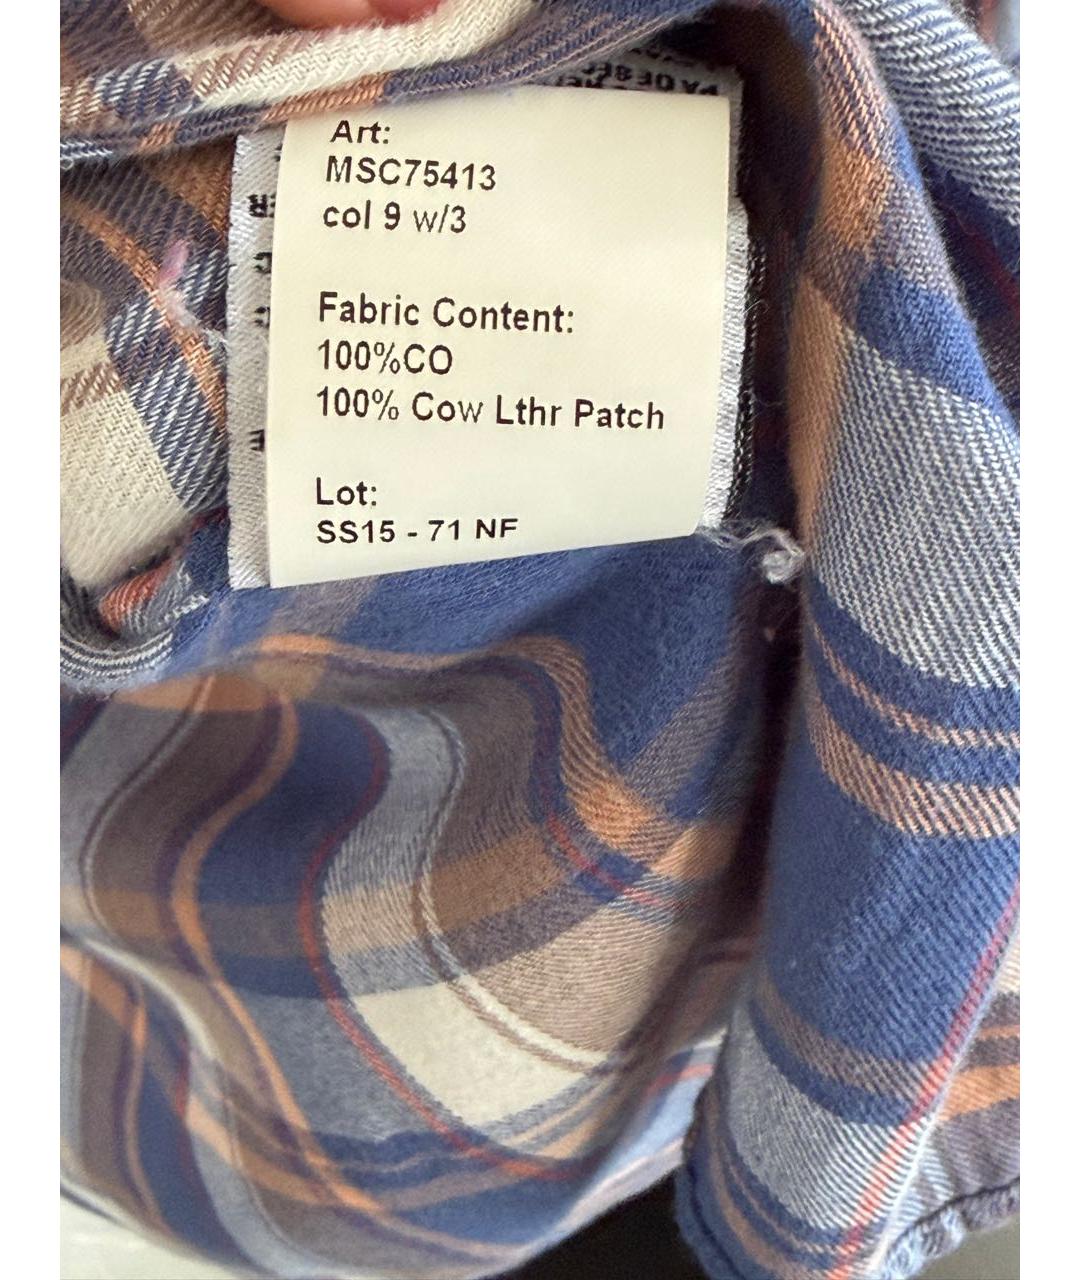 Art:
MSC75413
col 9 w/3
Fabric Content:
100%CO
100% Cow Lthr Patch
Lot:
SS15 - 71 NF